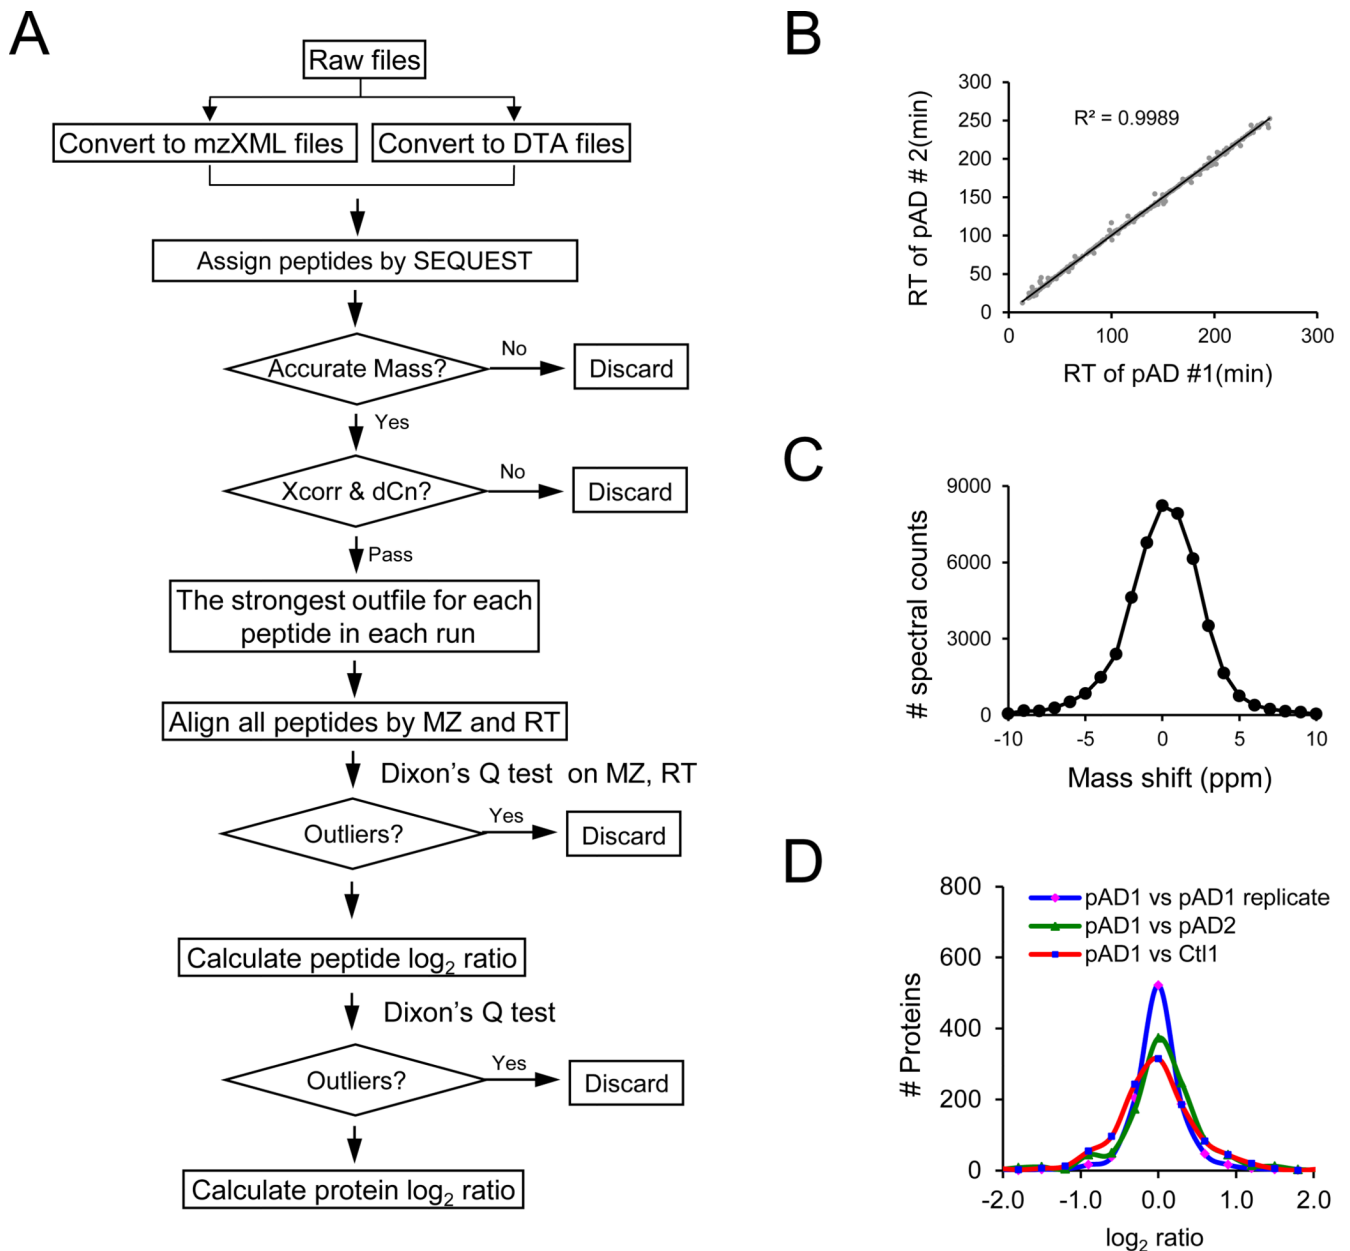 A
Raw files
Convert to mzXML files
Convert to DTA files
Assign peptides by SEQUEST
Accurate Mass?
No
Discard
Yes
Xcorr & dCn?
No
Discard
Pass
The strongest outfile for each
peptide in each run
Align all peptides by MZ and RT
Dixon's Q test on MZ, RT
Outliers?
Yes
Discard
Calculate peptide log₂ ratio
Dixon's Q test
Outliers?
Yes
Discard
Calculate protein log₂ ratio
B
RT of pAD # 2(min)
300
250
200
150
100
50
0
R² = 0.9989
0 100 200 300
RT of pAD #1(min)
C
# spectral counts
9000
6000
3000
0
-10 -5 0 5 10
Mass shift (ppm)
D
# Proteins
800
600
400
200
0
pAD1 vs pAD1 replicate
pAD1 vs pAD2
pAD1 vs Ctl1
-2.0 -1.0 0.0 1.0 2.0
log₂ ratio